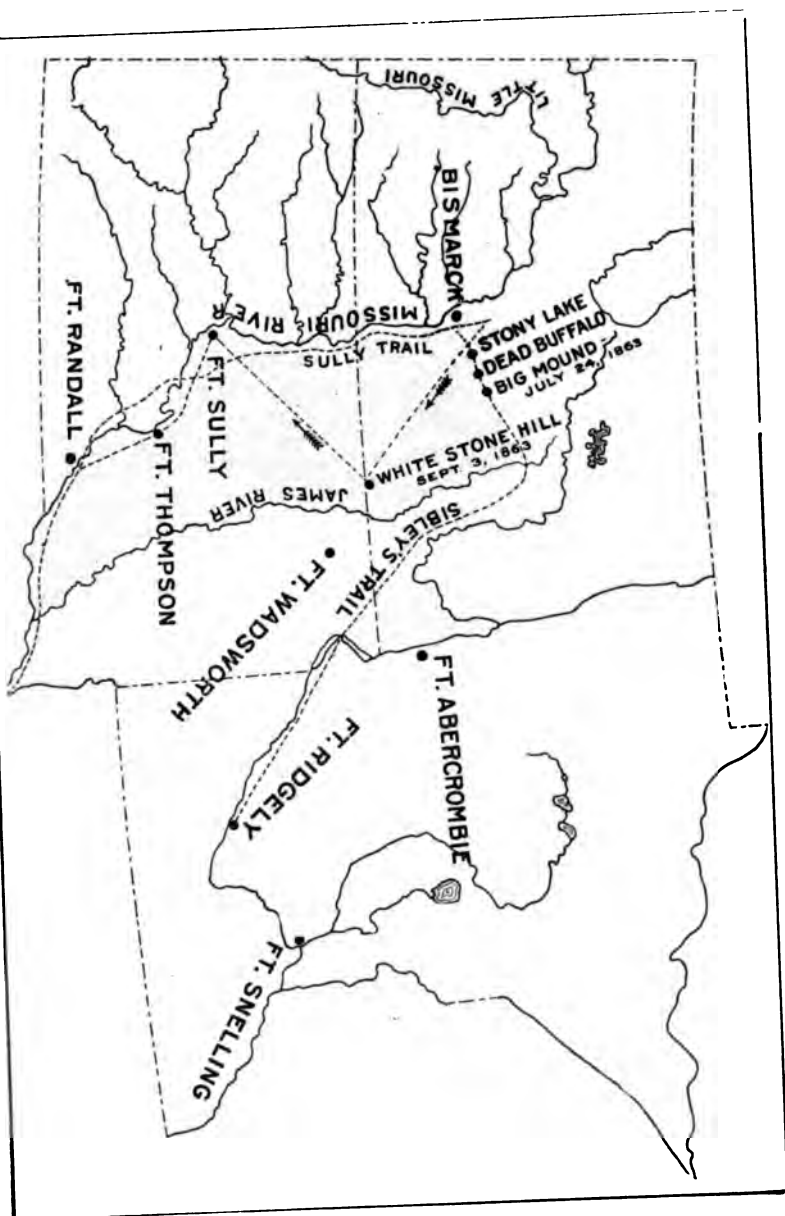 LITTLE MISSOURI
BISMARCK
STONY LAKE
DEAD BUFFALO
BIG MOUND
JULY 24, 1863
MISSOURI RIVER
SULLY TRAIL
FT. SULLY
FT. RANDALL
FT. THOMPSON
WHITE STONE HILL
SEPT. 3, 1863
JAMES RIVER
SIBLEY'S TRAIL
FT. WADSWORTH
FT. ABERCROMBIE
FT. RIDGELY
FT. SNELLING